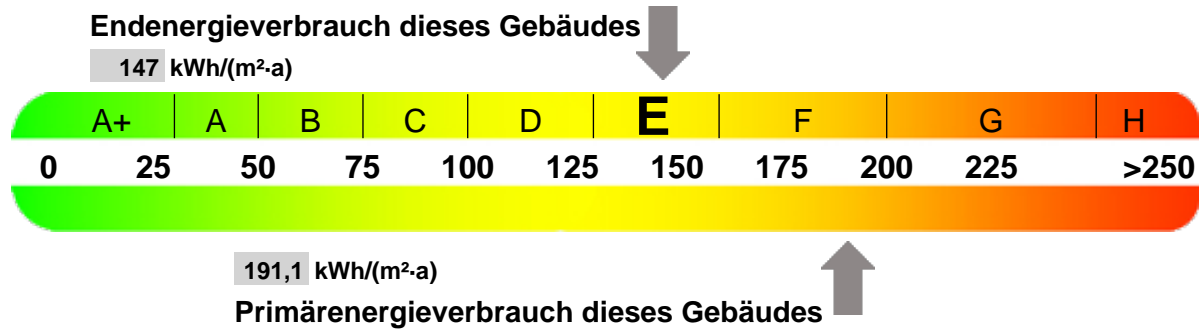 Endenergieverbrauch dieses Gebäudes
147 kWh/(m²·a)
A+ A B C D E F G H
0 25 50 75 100 125 150 175 200 225 >250
191,1 kWh/(m²·a)
Primärenergieverbrauch dieses Gebäudes